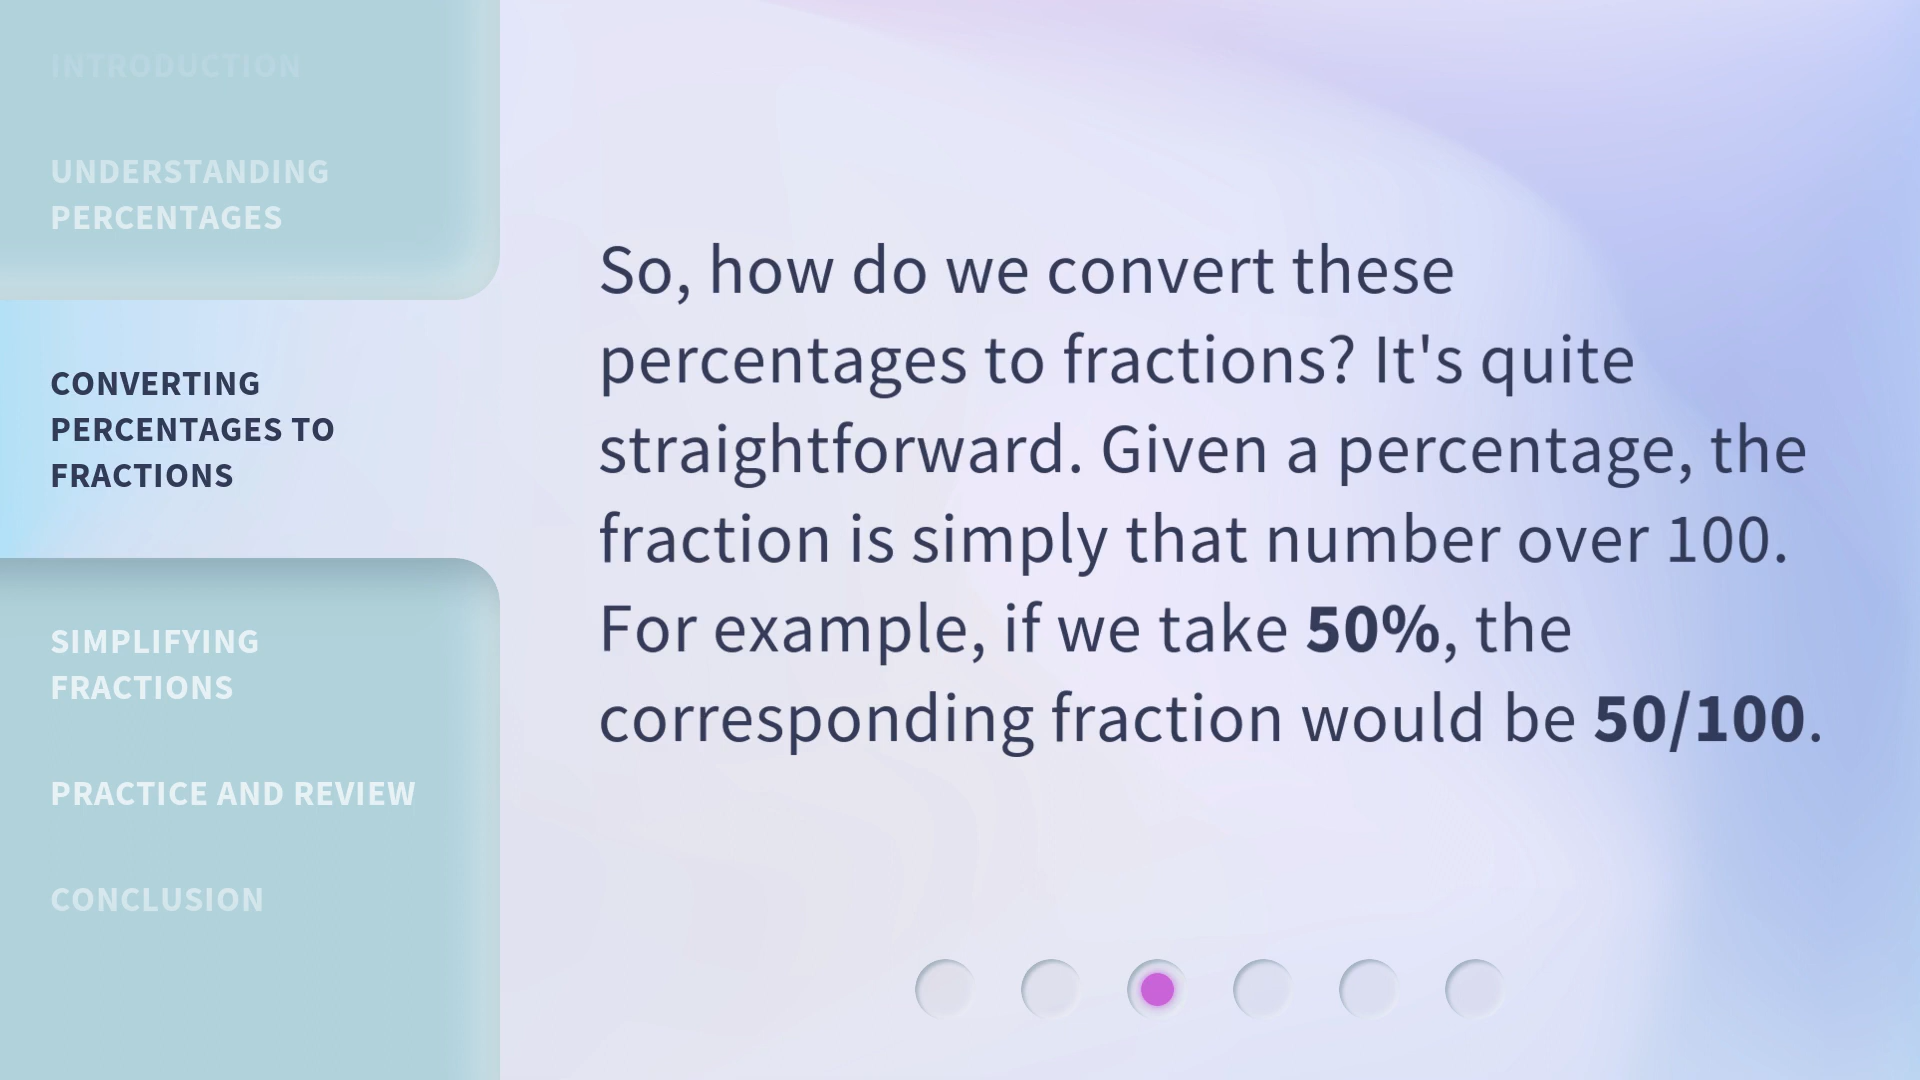 INTRODUCTION
UNDERSTANDING
PERCENTAGES
CONVERTING
PERCENTAGES TO
FRACTIONS
SIMPLIFYING
FRACTIONS
PRACTICE AND REVIEW
CONCLUSION
So, how do we convert these
percentages to fractions? It's quite
straightforward. Given a percentage, the
fraction is simply that number over 100.
For example, if we take 50%, the
corresponding fraction would be 50/100.